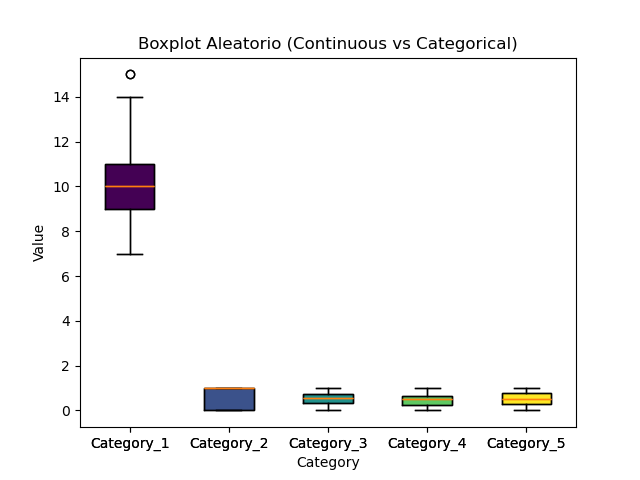 Boxplot Aleatorio (Continuous vs Categorical)
Value
14
12
10
8
6
4
2
0
Category_1 Category_2 Category_3 Category_4 Category_5
Category